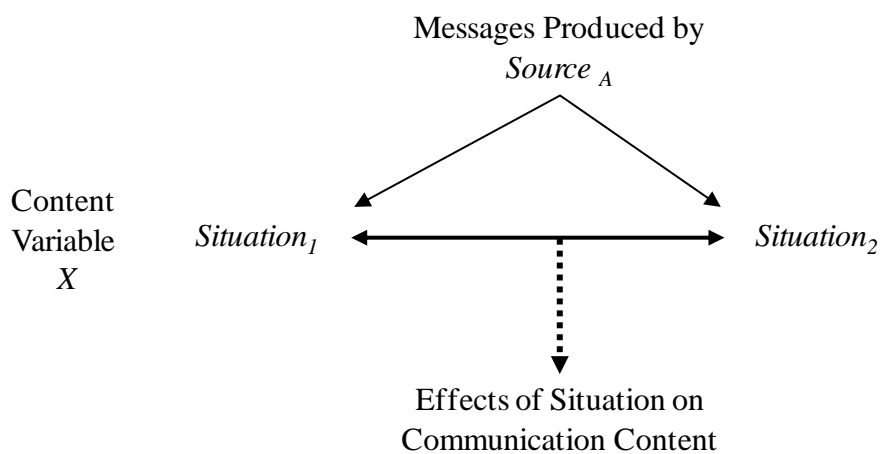 Messages Produced by
Source A
Content
Variable
X
Situation1
Situation2
Effects of Situation on
Communication Content